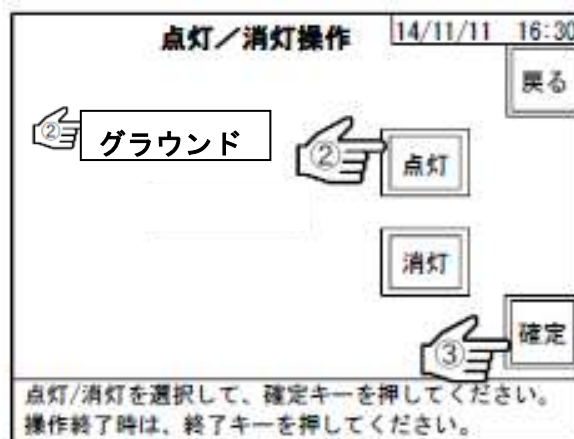 点灯/消灯操作 14/11/11 16:30
戻る
② グラウンド
② 点灯
消灯
③ 確定
点灯/消灯を選択して、確定キーを押してください。
操作終了時は、終了キーを押してください。